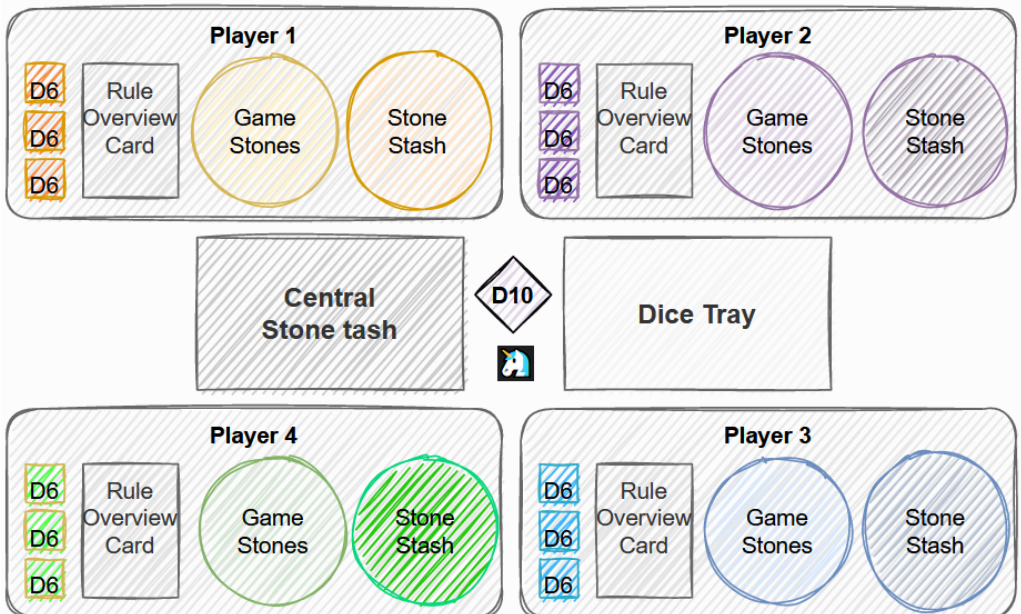 Player 1
D6
D6
D6
Rule
Overview
Card
Game
Stones
Stone
Stash
Player 2
D6
D6
D6
Rule
Overview
Card
Game
Stones
Stone
Stash
Central
Stone tash
D10
Dice Tray
Player 4
D6
D6
D6
Rule
Overview
Card
Game
Stones
Stone
Stash
Player 3
D6
D6
D6
Rule
Overview
Card
Game
Stones
Stone
Stash